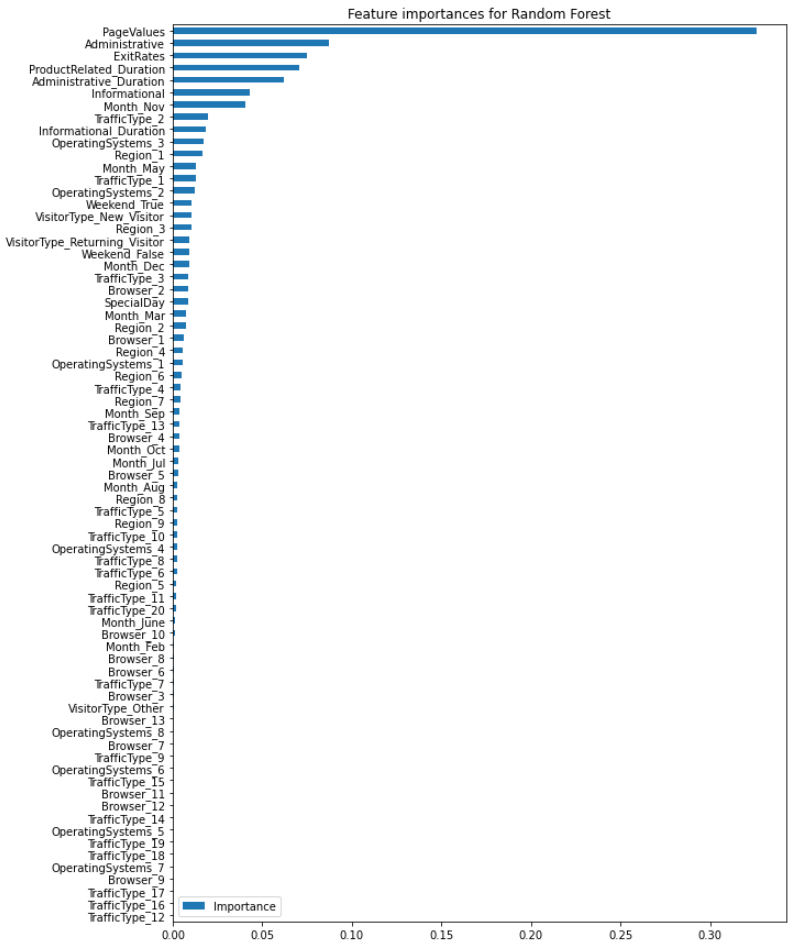 Feature importances for Random Forest
PageValues
Administrative
ExitRates
ProductRelated_Duration
Administrative_Duration
Informational
Month_Nov
TrafficType_2
Informational_Duration
OperatingSystems_3
Region_1
Month_May
TrafficType_1
OperatingSystems_2
Weekend_True
VisitorType_New_Visitor
Region_3
VisitorType_Returning_Visitor
Weekend_False
Month_Dec
TrafficType_3
Browser_2
SpecialDay
Month_Mar
Region_2
Browser_1
Region_4
OperatingSystems_1
Region_6
TrafficType_4
Region_7
Month_Sep
TrafficType_13
Browser_4
Month_Oct
Month_Jul
Browser_5
Month_Aug
Region_8
TrafficType_5
Region_9
TrafficType_10
OperatingSystems_4
TrafficType_8
TrafficType_6
Region_5
TrafficType_11
TrafficType_20
Month_June
Browser_10
Month_Feb
Browser_8
Browser_6
TrafficType_7
Browser_3
VisitorType_Other
Browser_13
OperatingSystems_8
Browser_7
TrafficType_9
OperatingSystems_6
TrafficType_15
Browser_11
Browser_12
TrafficType_14
OperatingSystems_5
TrafficType_19
TrafficType_18
OperatingSystems_7
Browser_9
TrafficType_17
TrafficType_16
TrafficType_12
Importance
0.00 0.05 0.10 0.15 0.20 0.25 0.30